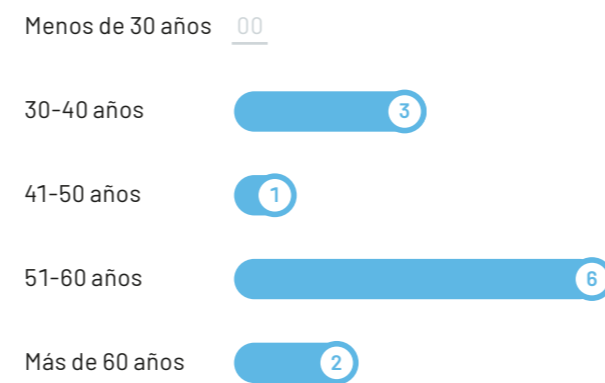 Menos de 30 años 00
30-40 años 3
41-50 años 1
51-60 años 6
Más de 60 años 2